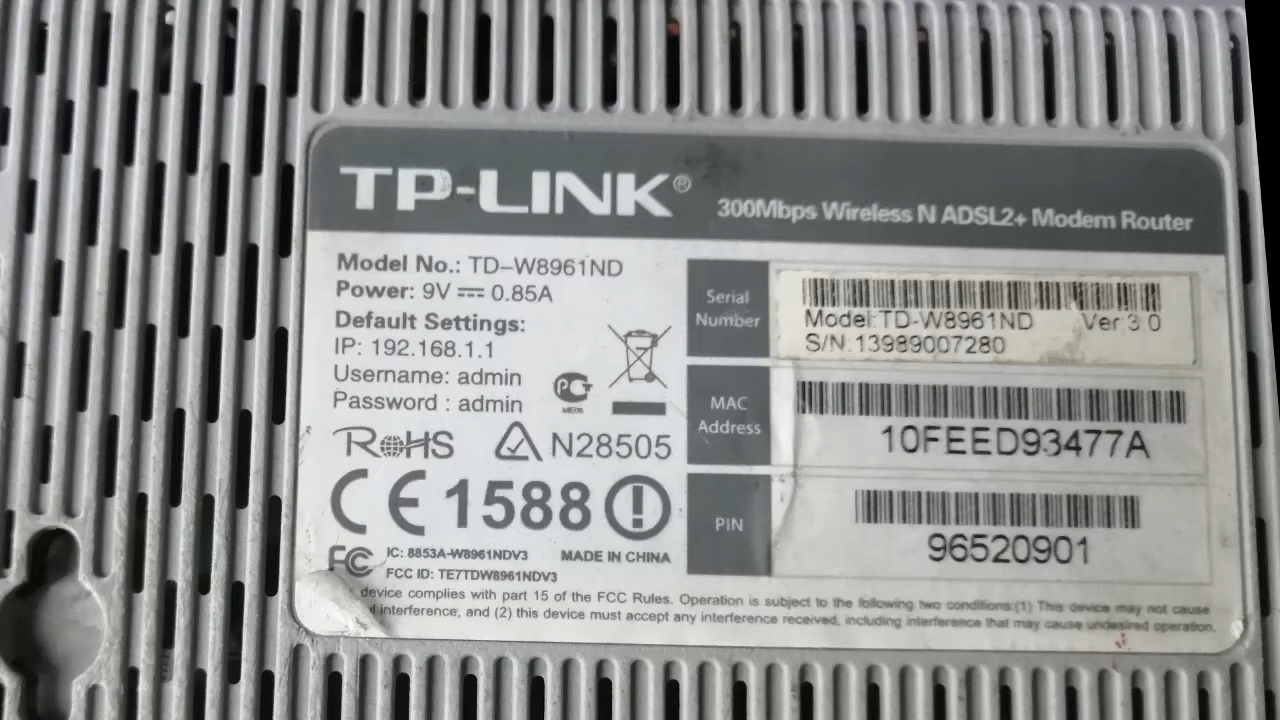 TP-LINK®
300Mbps Wireless N ADSL2+ Modem Router
Model No.: TD-W8961ND
Power: 9V 0.85A
Default Settings:
IP: 192.168.1.1
Username: admin
Password : admin
RoHS N28505
CE 1588
FC IC: 8853A-W8961NDV3 MADE IN CHINA
FCC ID: TE7TDW8961NDV3
Serial Number
Model:TD-W8961ND Ver:3.0
S/N:13989007280
MAC Address
10FEED93477A
PIN
96520901
device complies with part 15 of the FCC Rules. Operation is subject to the following two conditions:(1) This device may not cause
interference, and (2) this device must accept any interference received, including interference that may cause undesired operation.